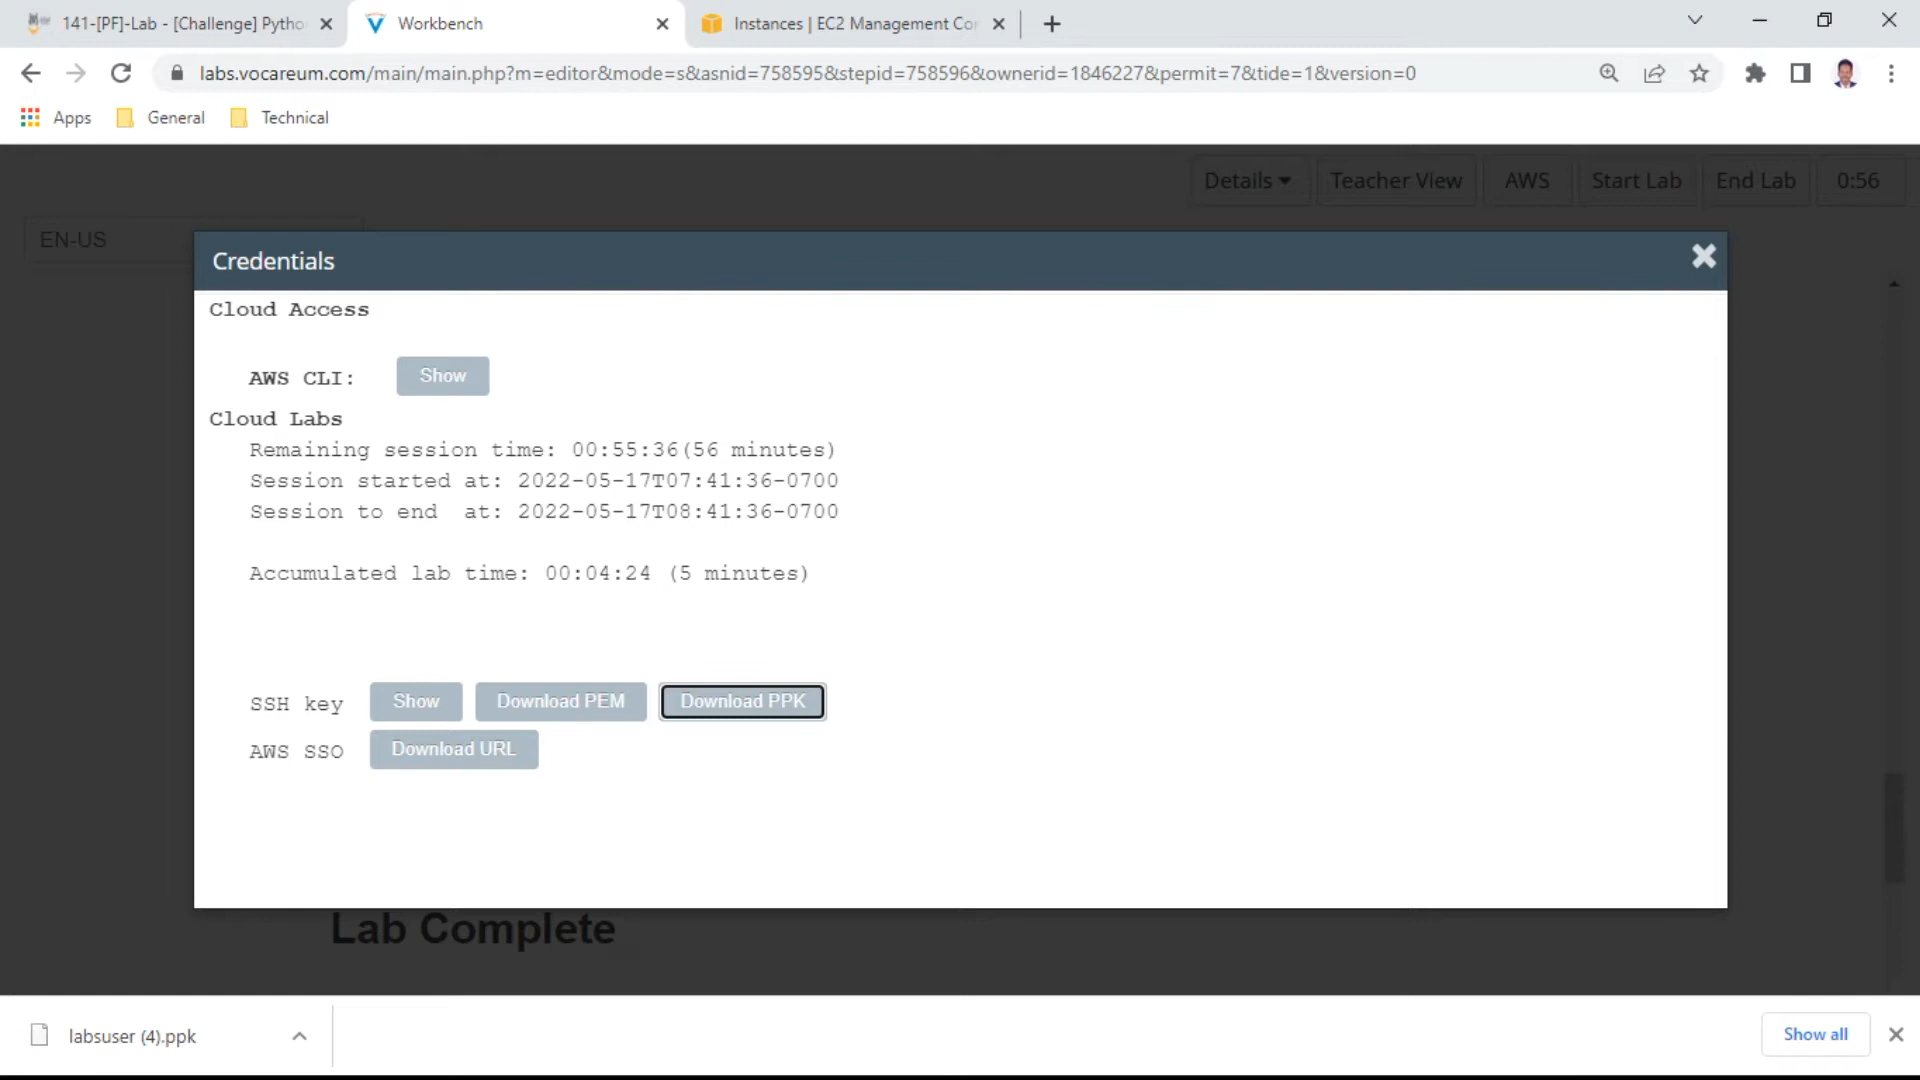 141-[PF]-Lab - [Challenge] Pytho
Workbench
Instances | EC2 Management Con
labs.vocareum.com/main/main.php?m=editor&mode=s&asnid=758595&stepid=758596&ownerid=1846227&permit=7&tide=1&version=0
Apps
General
Technical
Details
Teacher View
AWS
Start Lab
End Lab
0:56
EN-US
Credentials
Cloud Access
AWS CLI: Show
Cloud Labs
Remaining session time: 00:55:36(56 minutes)
Session started at: 2022-05-17T07:41:36-0700
Session to end at: 2022-05-17T08:41:36-0700
Accumulated lab time: 00:04:24 (5 minutes)
SSH key Show Download PEM Download PPK
AWS SSO Download URL
Lab Complete
labsuser (4).ppk
Show all